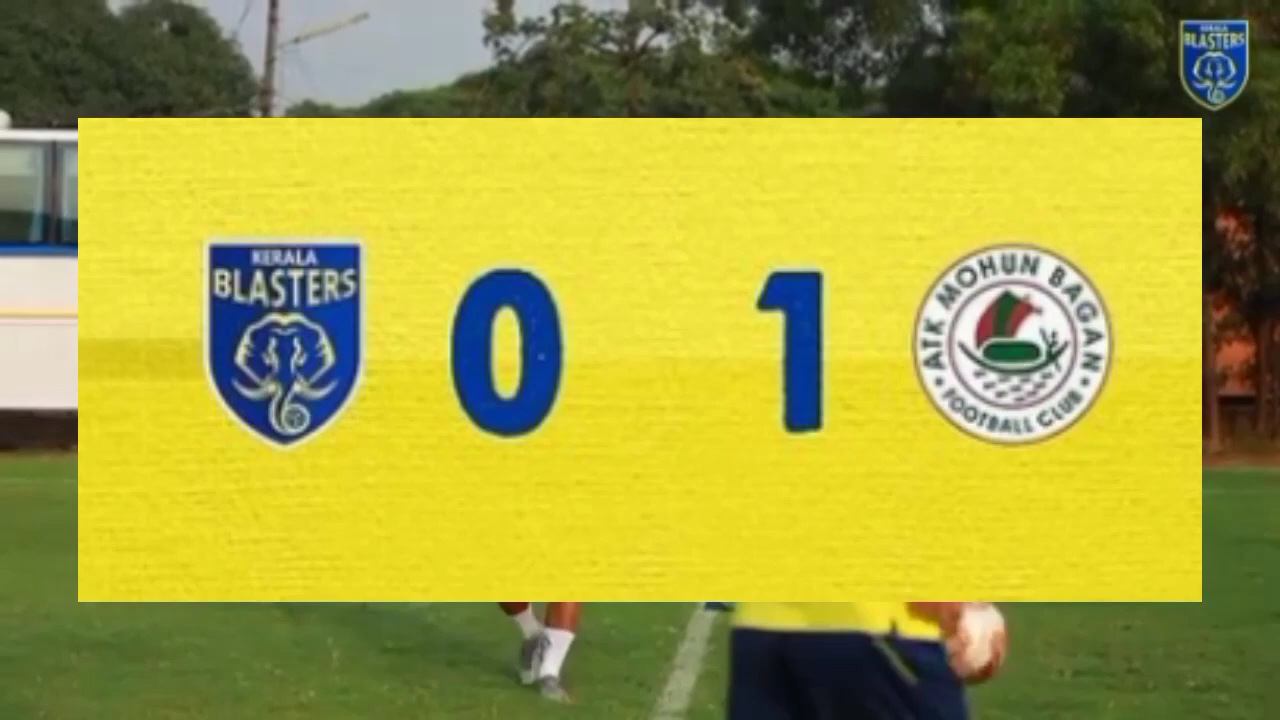 KERALA
BLASTERS
KERALA
BLASTERS
0 1
ATK MOHUN BAGAN
FOOTBALL CLUB